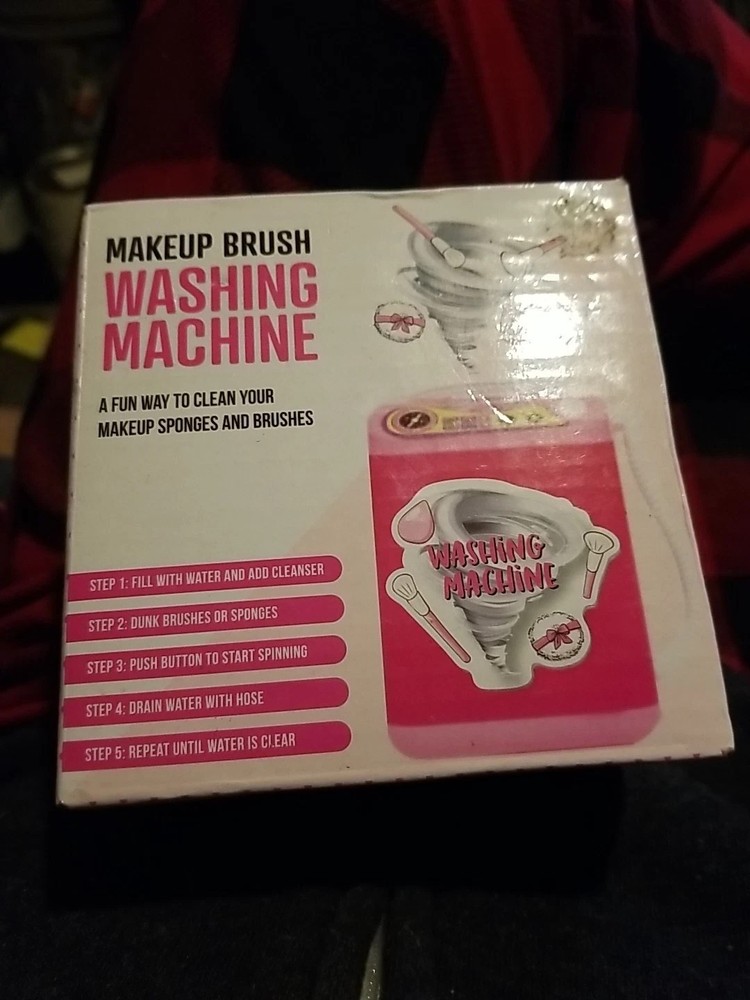 MAKEUP BRUSH
WASHING
MACHINE
A FUN WAY TO CLEAN YOUR
MAKEUP SPONGES AND BRUSHES
STEP 1: FILL WITH WATER AND ADD CLEANSER
STEP 2: DUNK BRUSHES OR SPONGES
STEP 3: PUSH BUTTON TO START SPINNING
STEP 4: DRAIN WATER WITH HOSE
STEP 5: REPEAT UNTIL WATER IS CLEAR
WASHING
MACHINE